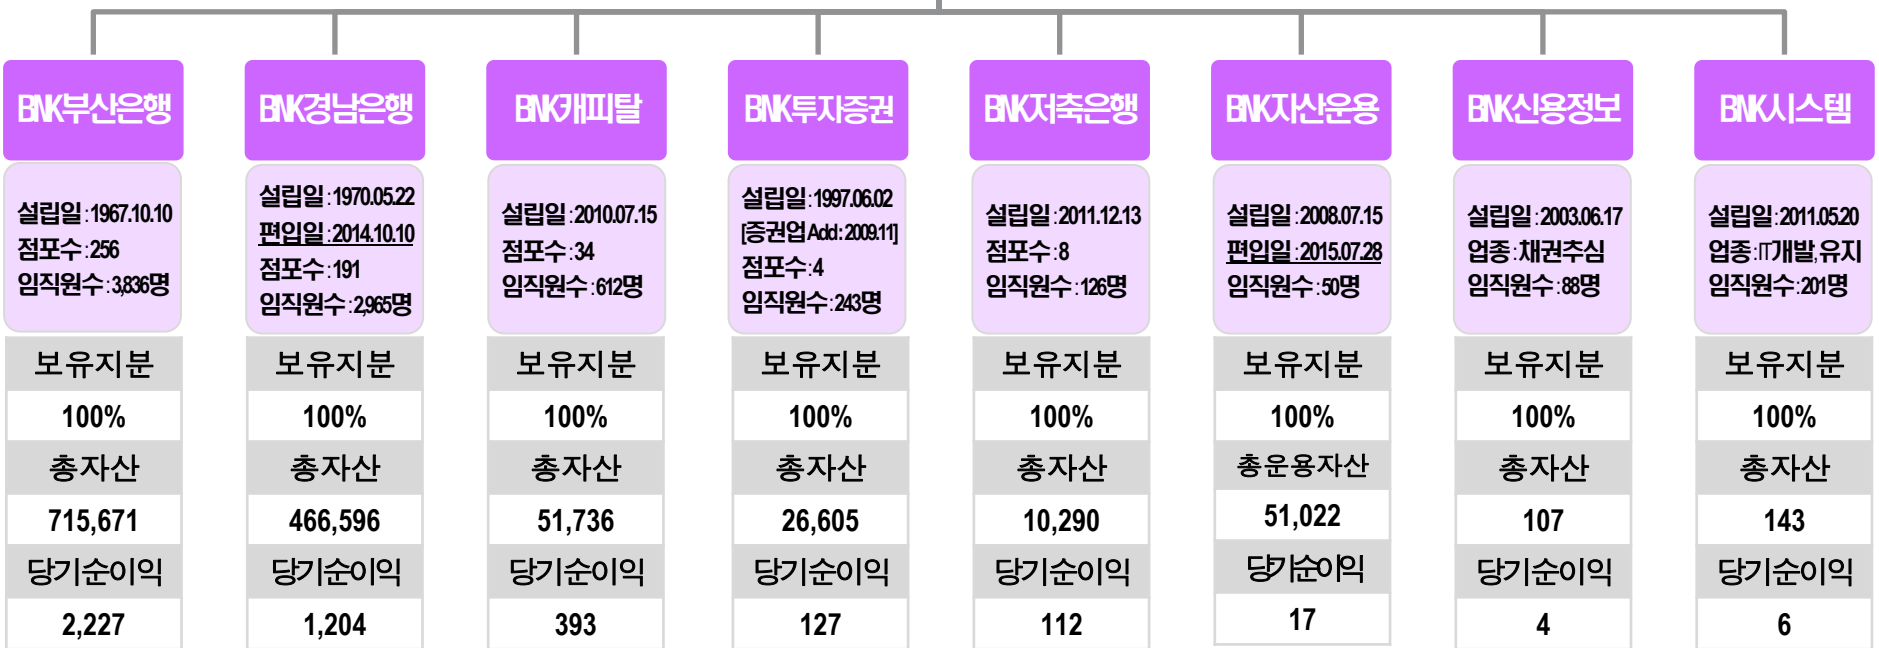 BNK부산은행
설립일 : 1967.10.10
점포수 : 256
임직원수 : 3,836명
보유지분
100%
총자산
715,671
당기순이익
2,227
BNK경남은행
설립일 : 1970.05.22
편입일 : 2014.10.10
점포수 : 191
임직원수 : 2,965명
보유지분
100%
총자산
466,596
당기순이익
1,204
BNK캐피탈
설립일 : 2010.07.15
점포수 : 34
임직원수 : 612명
보유지분
100%
총자산
51,736
당기순이익
393
BNK투자증권
설립일 : 1997.06.02
[증권업 Add : 2009.11]
점포수 : 4
임직원수 : 243명
보유지분
100%
총자산
26,605
당기순이익
127
BNK저축은행
설립일 : 2011.12.13
점포수 : 8
임직원수 : 126명
보유지분
100%
총자산
10,290
당기순이익
112
BNK자산운용
설립일 : 2008.07.15
편입일 : 2015.07.28
임직원수 : 50명
보유지분
100%
총운용자산
51,022
당기순이익
17
BNK신용정보
설립일 : 2003.06.17
업종 : 채권추심
임직원수 : 88명
보유지분
100%
총자산
107
당기순이익
4
BNK시스템
설립일 : 2011.05.20
업종 : IT개발, 유지
임직원수 : 201명
보유지분
100%
총자산
143
당기순이익
6